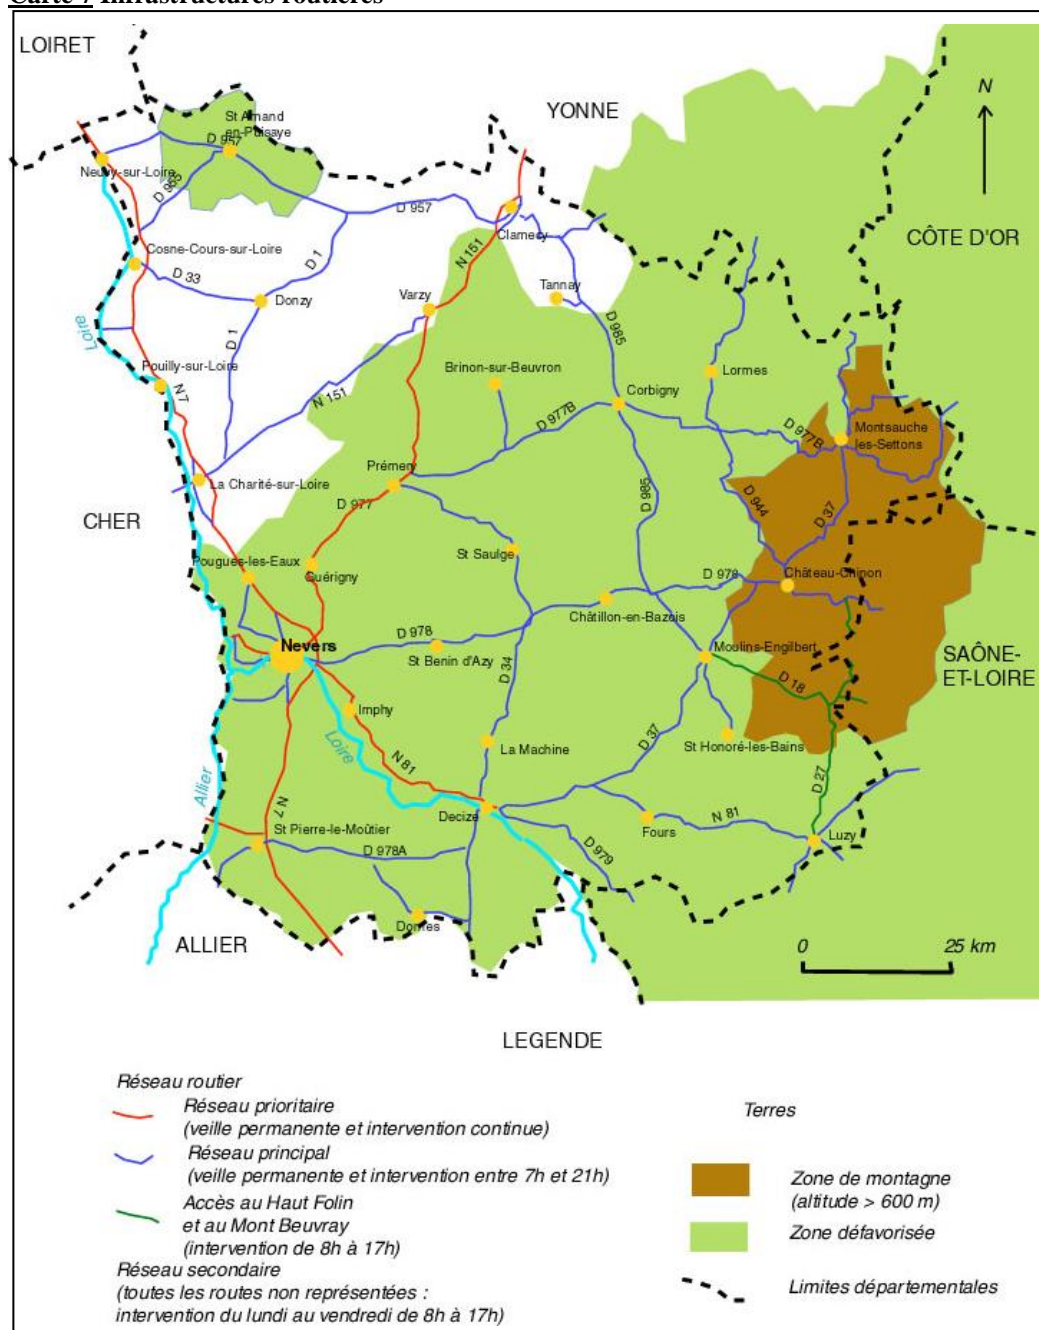 Carte 7 Infrastructures routières
LOIRET
YONNE
N
St Amand
en-Puisaye
D 957
Neuvy-sur-Loire
D 955
D 957
Clamecy
CÔTE D'OR
Cosne-Cours-sur-Loire
D 33
D 1
N 151
Donzy
Varzy
Tannay
Loire
D 1
D 985
Pouilly-sur-Loire
N7
Brinon-sur-Beuvron
Lormes
Corbigny
N 151
D 977B
D 977B
Montsauche
les-Settons
Prémery
La Charité-sur-Loire
D 977
D 985
D 944
D 37
CHER
St Saulge
Pougues-les-Eaux
Guérigny
D 978
Château-Chinon
Châtillon-en-Bazois
Nevers
D 978
St Benin d'Azy
D 34
Moulins-Engilbert
SAÔNE-
ET-LOIRE
D 18
Imphy
Loire
N 81
La Machine
D 37
St Honoré-les-Bains
D 27
Allier
N 7
Decize
Fours
N 81
Luzy
St Pierre-le-Moûtier
D 978A
D 979
Dornes
ALLIER
0 25 km
LEGENDE
Réseau routier
Réseau prioritaire
(veille permanente et intervention continue)
Réseau principal
(veille permanente et intervention entre 7h et 21h)
Accès au Haut Folin
et au Mont Beuvray
(intervention de 8h à 17h)
Réseau secondaire
(toutes les routes non représentées :
intervention du lundi au vendredi de 8h à 17h)
Terres
Zone de montagne
(altitude > 600 m)
Zone défavorisée
Limites départementales